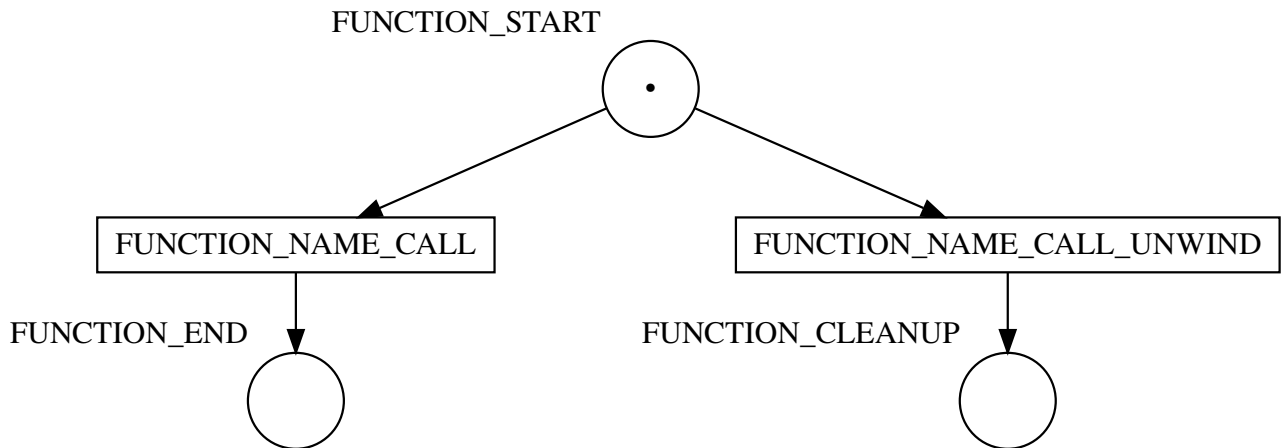 FUNCTION_START
FUNCTION_NAME_CALL
FUNCTION_NAME_CALL_UNWIND
FUNCTION_END
FUNCTION_CLEANUP